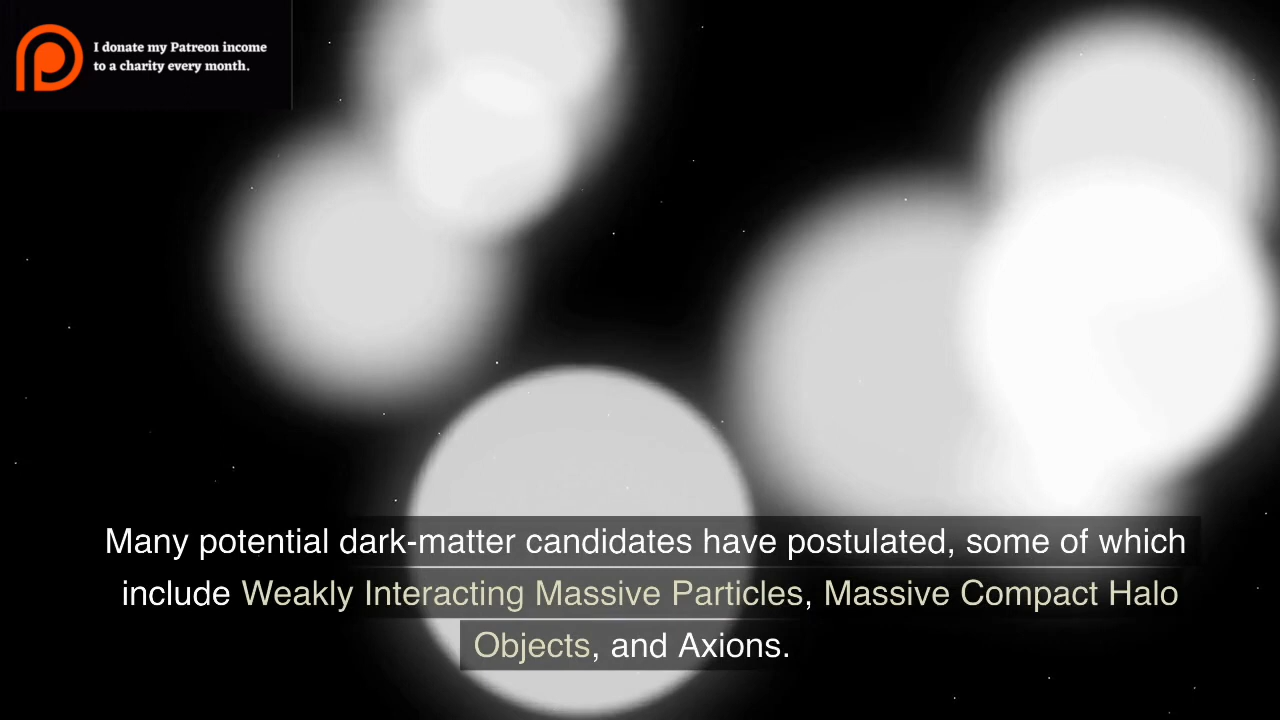 I donate my Patreon income
to a charity every month.
Many potential dark-matter candidates have postulated, some of which
include Weakly Interacting Massive Particles, Massive Compact Halo
Objects, and Axions.